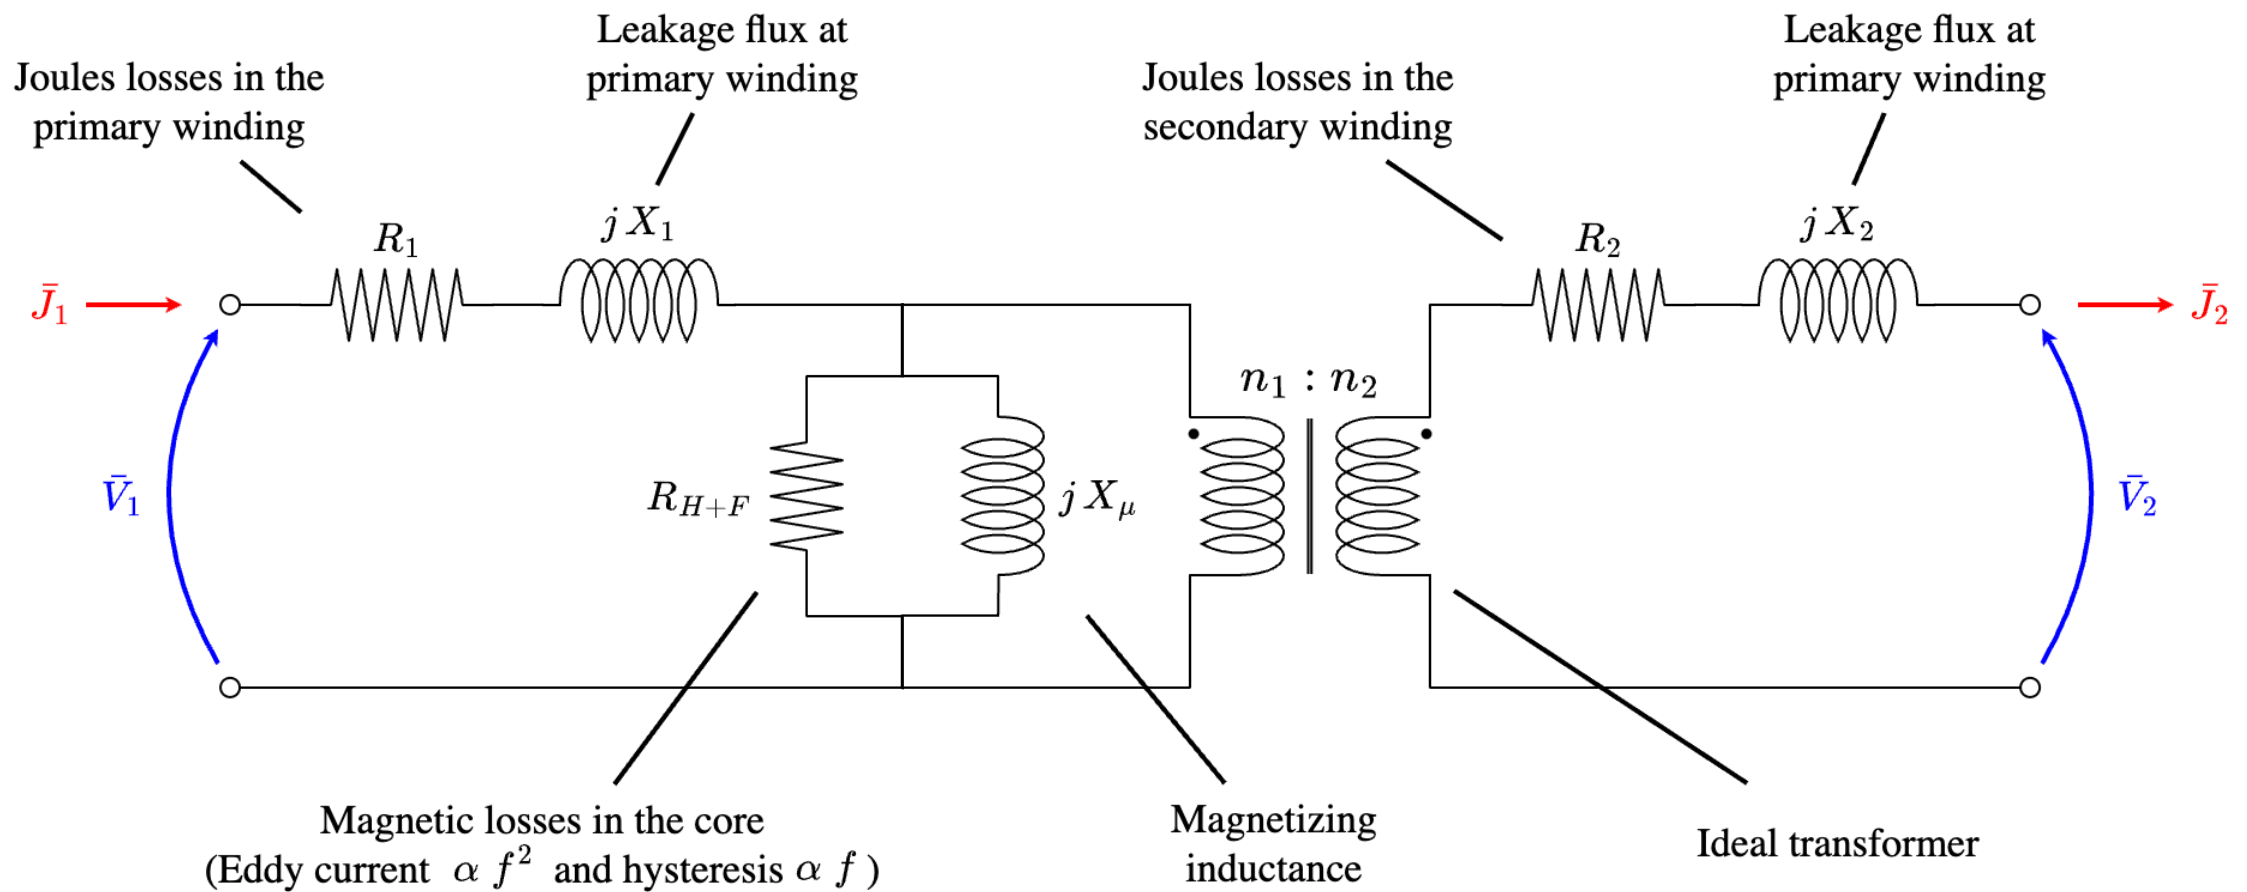 Leakage flux at
primary winding
Leakage flux at
primary winding
Joules losses in the
primary winding
Joules losses in the
secondary winding
R₁
j X₁
R₂
j X₂
J̄₁
J̄₂
n₁ : n₂
V̄₁
R_{H+F}
j X_μ
V̄₂
Magnetic losses in the core
(Eddy current α f² and hysteresis α f )
Magnetizing
inductance
Ideal transformer